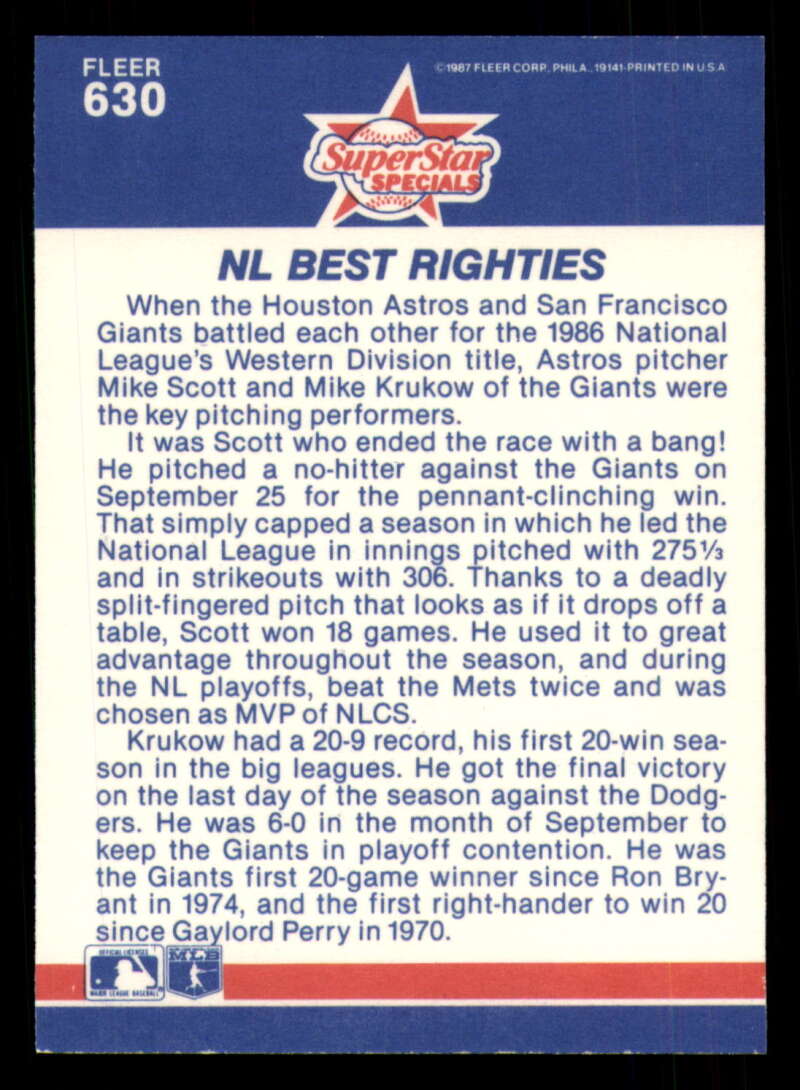 FLEER
630
©1987 FLEER CORP., PHILA., 19141-PRINTED IN U.S.A
SuperStar
SPECIALS
NL BEST RIGHTIES
When the Houston Astros and San Francisco
Giants battled each other for the 1986 National
League's Western Division title, Astros pitcher
Mike Scott and Mike Krukow of the Giants were
the key pitching performers.
It was Scott who ended the race with a bang!
He pitched a no-hitter against the Giants on
September 25 for the pennant-clinching win.
That simply capped a season in which he led the
National League in innings pitched with 275⅓
and in strikeouts with 306. Thanks to a deadly
split-fingered pitch that looks as if it drops off a
table, Scott won 18 games. He used it to great
advantage throughout the season, and during
the NL playoffs, beat the Mets twice and was
chosen as MVP of NLCS.
Krukow had a 20-9 record, his first 20-win sea-
son in the big leagues. He got the final victory
on the last day of the season against the Dodg-
ers. He was 6-0 in the month of September to
keep the Giants in playoff contention. He was
the Giants first 20-game winner since Ron Bry-
ant in 1974, and the first right-hander to win 20
since Gaylord Perry in 1970.
OFFICIAL LICENSEE
MAJOR LEAGUE BASEBALL
MLB